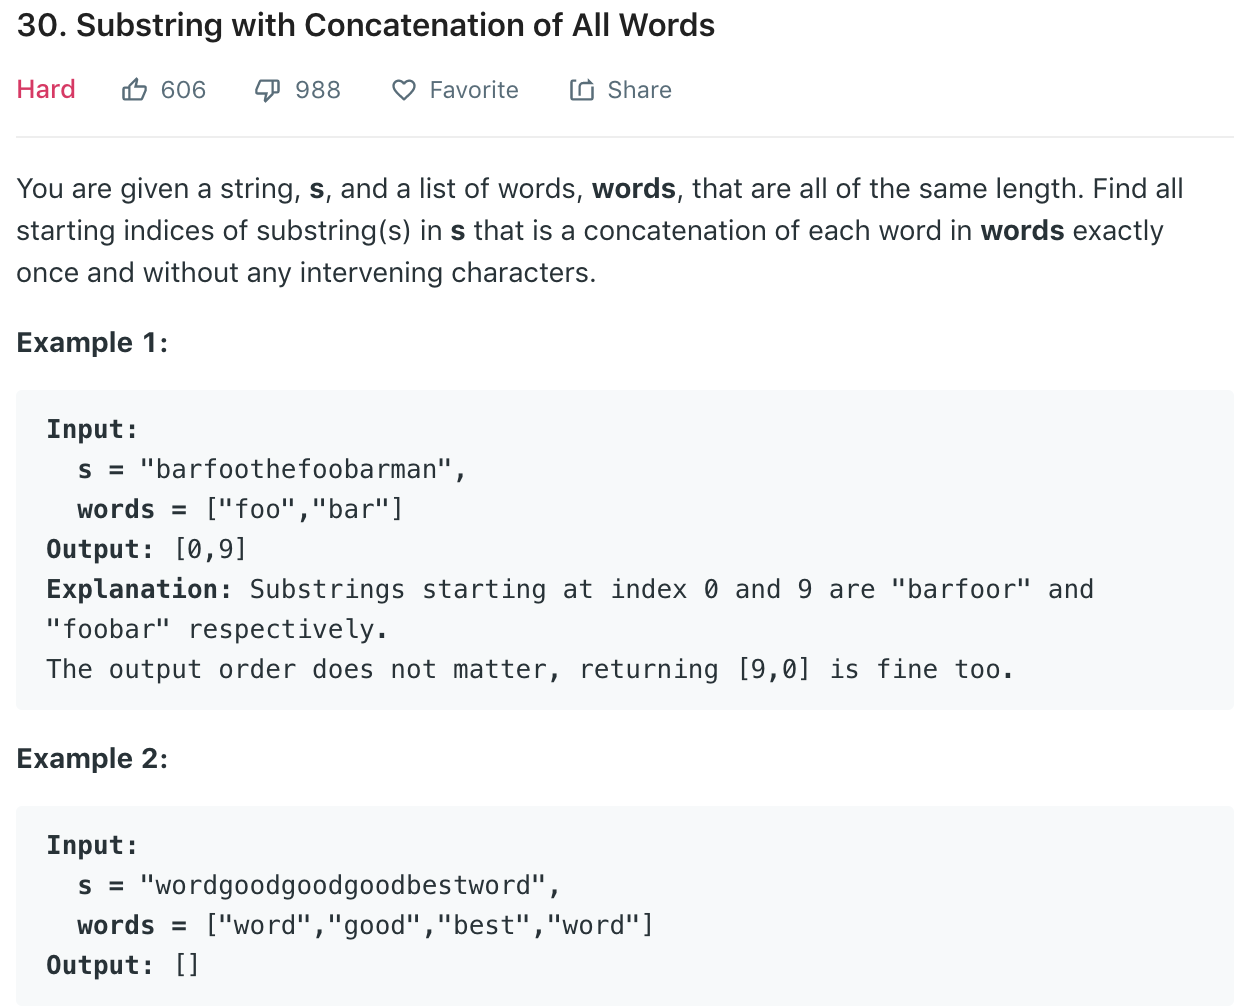 30. Substring with Concatenation of All Words
Hard 606 988 Favorite Share
You are given a string, s, and a list of words, words, that are all of the same length. Find all
starting indices of substring(s) in s that is a concatenation of each word in words exactly
once and without any intervening characters.
Example 1:
Input:
s = "barfoothefoobarman",
words = ["foo","bar"]
Output: [0,9]
Explanation: Substrings starting at index 0 and 9 are "barfoor" and
"foobar" respectively.
The output order does not matter, returning [9,0] is fine too.
Example 2:
Input:
s = "wordgoodgoodgoodbestword",
words = ["word","good","best","word"]
Output: []